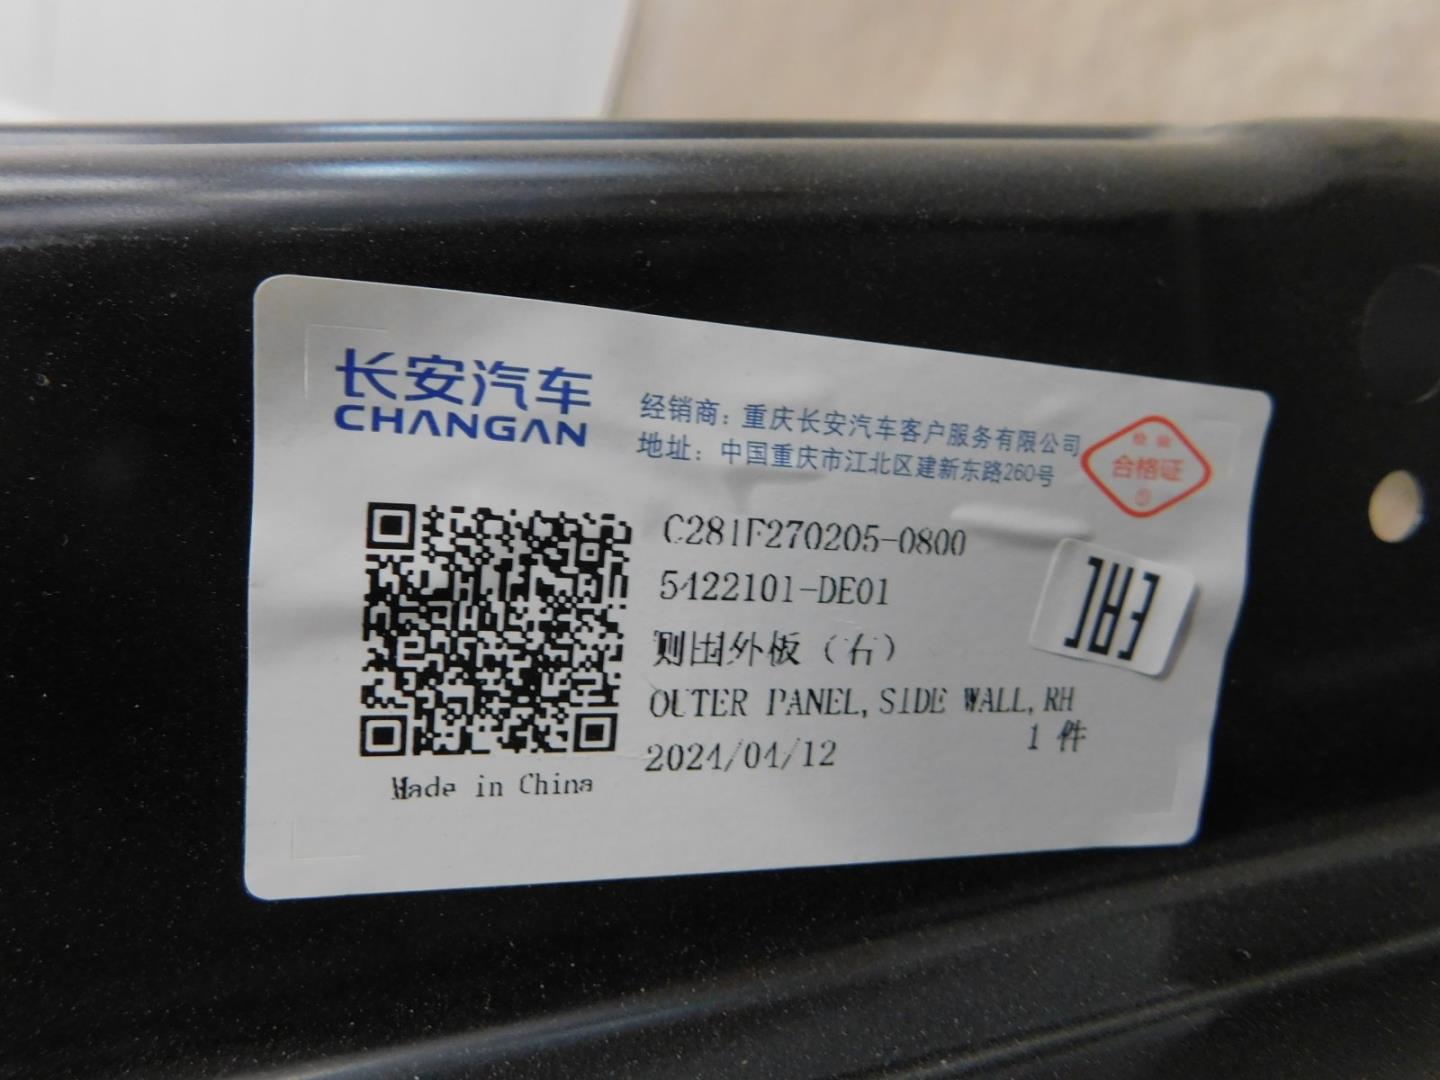 长安汽车
CHANGAN
经销商：重庆长安汽车客户服务有限公司
地址：中国重庆市江北区建新东路260号
检验
合格证
C281F270205-0800
5422101-DE01
侧围外板（右）
OUTER PANEL,SIDE WALL,RH
2024/04/12
1 件
Made in China